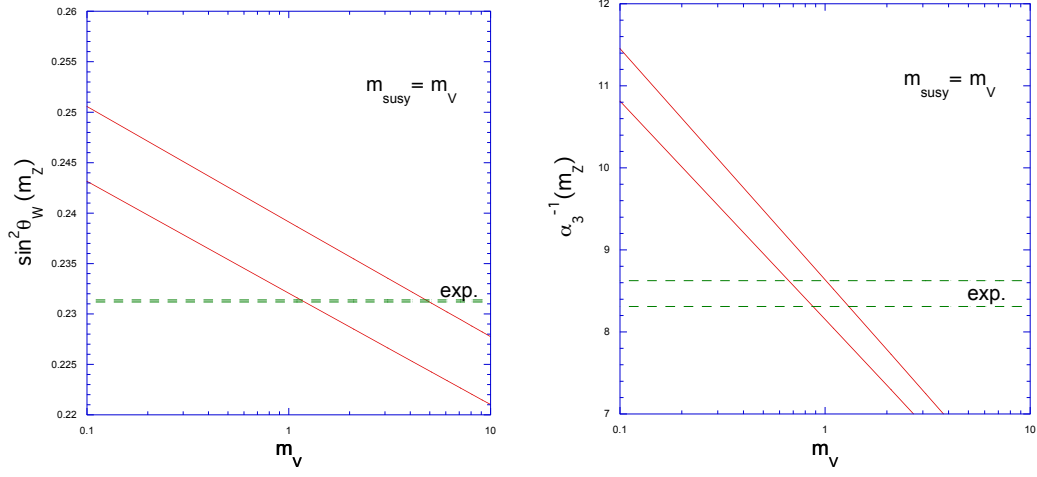 0.26
0.255
0.25
0.245
0.24
0.235
0.23
0.225
0.22
sin²θ_W (m_Z)
m_susy = m_V
exp.
0.1 1 10
m_V
12
11
10
9
8
7
α_3^-1 (m_Z)
m_susy = m_V
exp.
0.1 1 10
m_V